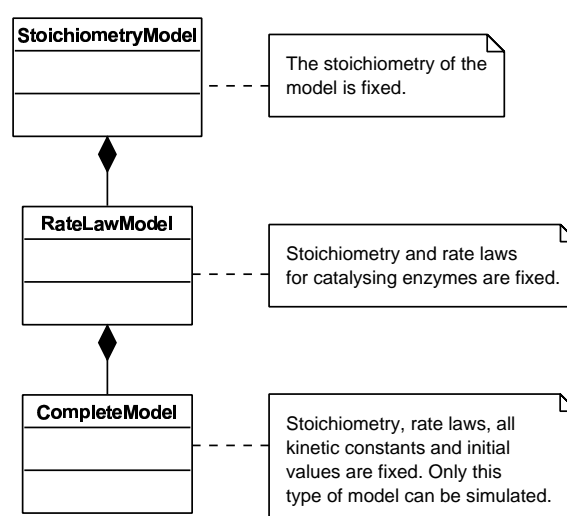 StoichiometryModel
The stoichiometry of the
model is fixed.
RateLawModel
Stoichiometry and rate laws
for catalysing enzymes are fixed.
CompleteModel
Stoichiometry, rate laws, all
kinetic constants and initial
values are fixed. Only this
type of model can be simulated.